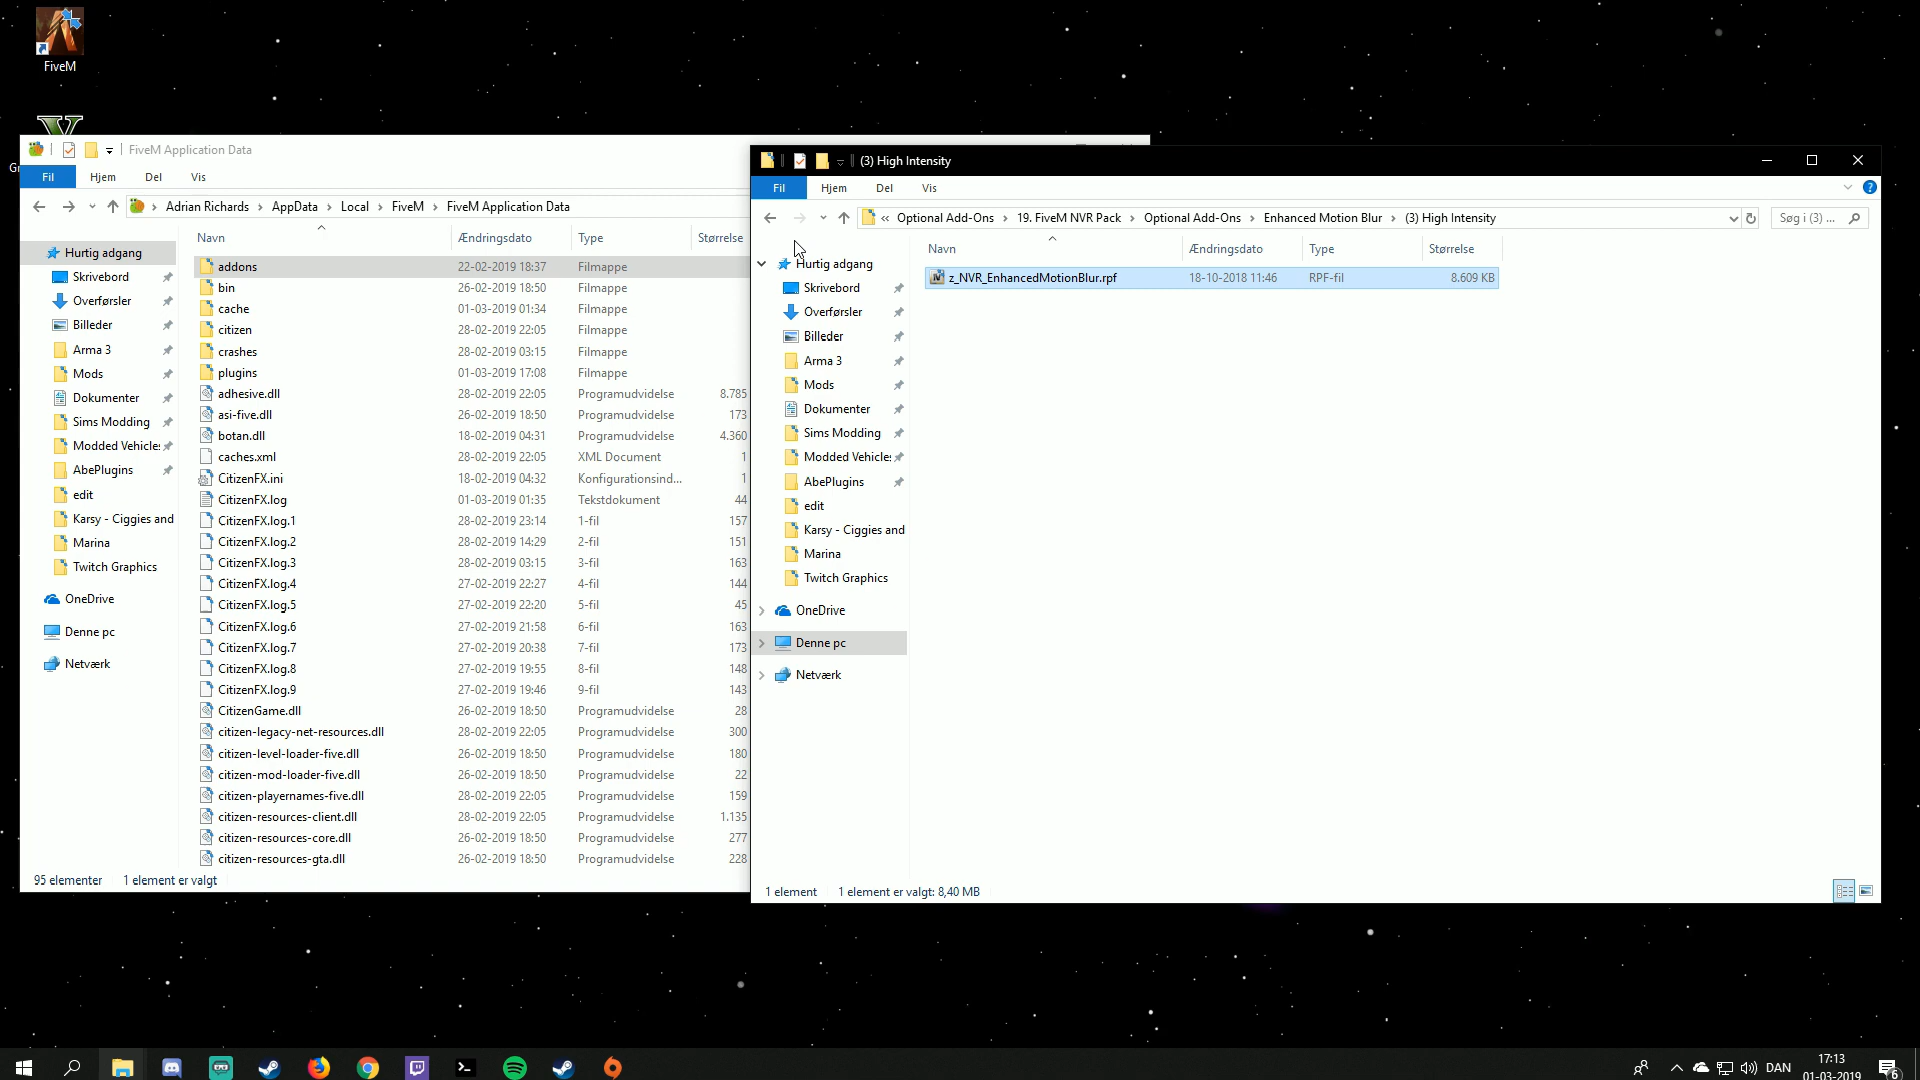 FiveM
FiveM Application Data
Fil Hjem Del Vis
Adrian Richards AppData Local FiveM FiveM Application Data
Navn Ændringsdato Type Størrelse
Hurtig adgang
Skrivebord
Overførsler
Billeder
Arma 3
Mods
Dokumenter
Sims Modding
Modded Vehicle
AbePlugins
edit
Karsy - Ciggies and
Marina
Twitch Graphics
OneDrive
Denne pc
Netværk
addons 22-02-2019 18:37 Filmappe
bin 26-02-2019 18:50 Filmappe
cache 01-03-2019 01:34 Filmappe
citizen 28-02-2019 22:05 Filmappe
crashes 28-02-2019 03:15 Filmappe
plugins 01-03-2019 17:08 Filmappe
adhesive.dll 28-02-2019 22:05 Programudvidelse 8.785
asi-five.dll 26-02-2019 18:50 Programudvidelse 173
botan.dll 18-02-2019 04:31 Programudvidelse 4.360
caches.xml 28-02-2019 22:05 XML Document 1
CitizenFX.ini 18-02-2019 04:32 Konfigurationsind... 1
CitizenFX.log 01-03-2019 01:35 Tekstdokument 44
CitizenFX.log.1 28-02-2019 23:14 1-fil 157
CitizenFX.log.2 28-02-2019 14:29 2-fil 151
CitizenFX.log.3 28-02-2019 03:15 3-fil 163
CitizenFX.log.4 27-02-2019 22:27 4-fil 144
CitizenFX.log.5 27-02-2019 22:20 5-fil 45
CitizenFX.log.6 27-02-2019 21:58 6-fil 163
CitizenFX.log.7 27-02-2019 20:38 7-fil 173
CitizenFX.log.8 27-02-2019 19:55 8-fil 148
CitizenFX.log.9 27-02-2019 19:46 9-fil 143
CitizenGame.dll 26-02-2019 18:50 Programudvidelse 28
citizen-legacy-net-resources.dll 28-02-2019 22:05 Programudvidelse 300
citizen-level-loader-five.dll 26-02-2019 18:50 Programudvidelse 180
citizen-mod-loader-five.dll 26-02-2019 18:50 Programudvidelse 22
citizen-playernames-five.dll 28-02-2019 22:05 Programudvidelse 159
citizen-resources-client.dll 28-02-2019 22:05 Programudvidelse 1.135
citizen-resources-core.dll 26-02-2019 18:50 Programudvidelse 277
citizen-resources-gta.dll 26-02-2019 18:50 Programudvidelse 228
95 elementer 1 element er valgt
(3) High Intensity
Fil Hjem Del Vis
« Optional Add-Ons 19. FiveM NVR Pack Optional Add-Ons Enhanced Motion Blur (3) High Intensity Søg i (3) ...
Navn Ændringsdato Type Størrelse
z_NVR_EnhancedMotionBlur.rpf 18-10-2018 11:46 RPF-fil 8.609 KB
Hurtig adgang
Skrivebord
Overførsler
Billeder
Arma 3
Mods
Dokumenter
Sims Modding
Modded Vehicle
AbePlugins
edit
Karsy - Ciggies and
Marina
Twitch Graphics
OneDrive
Denne pc
Netværk
1 element 1 element er valgt: 8,40 MB
DAN
17:13
01-03-2019
6